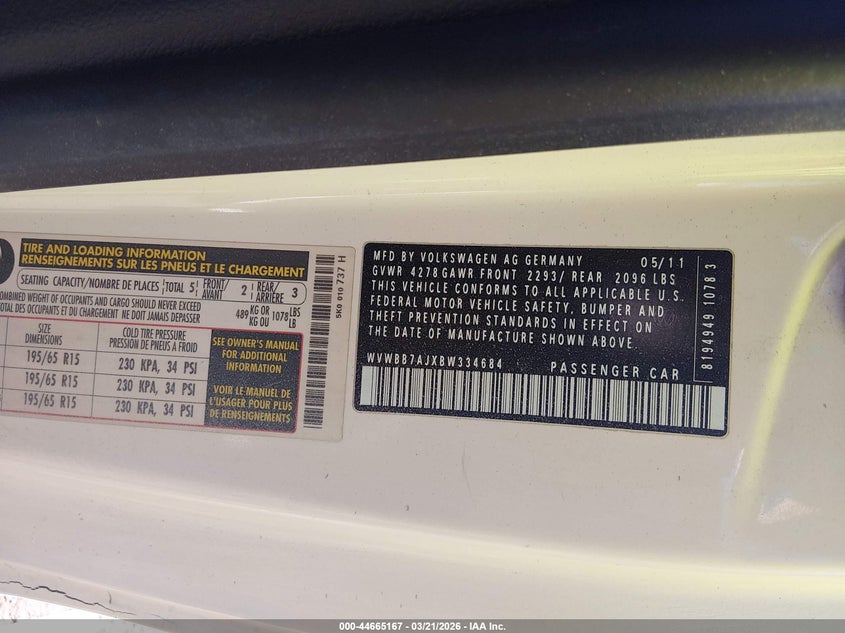 TIRE AND LOADING INFORMATION
RENSEIGNEMENTS SUR LES PNEUS ET LE CHARGEMENT
SEATING CAPACITY/NOMBRE DE PLACES TOTAL 5 FRONT/AVANT 2 REAR/ARRIÈRE 3
COMBINED WEIGHT OF OCCUPANTS AND CARGO SHOULD NEVER EXCEED 489 KG OR 1078 LBS
TOTAL DES OCCUPANTS ET DU CHARGEMENT NE DOIT JAMAIS DEPASSER KG OU LB
SIZE DIMENSIONS
COLD TIRE PRESSURE
PRESSION DE PNEUS A FROID
195/65 R15 230 KPA, 34 PSI
195/65 R15 230 KPA, 34 PSI
195/65 R15 230 KPA, 34 PSI
SEE OWNER'S MANUAL
FOR ADDITIONAL
INFORMATION
VOIR LE MANUEL DE
L'USAGER POUR PLUS
DE RENSEIGNEMENTS
5K0 010 737 H
MFD BY VOLKSWAGEN AG GERMANY 05/11
GVWR 4278 GAWR FRONT 2293/ REAR 2096 LBS
THIS VEHICLE CONFORMS TO ALL APPLICABLE U.S.
FEDERAL MOTOR VEHICLE SAFETY, BUMPER AND
THEFT PREVENTION STANDARDS IN EFFECT ON
THE DATE OF MANUFACTURE SHOWN ABOVE.
WVWBB7AJXBW334684 PASSENGER CAR
8194949 1078 3
000-44665167 — 03/21/2026 — IAA Inc.